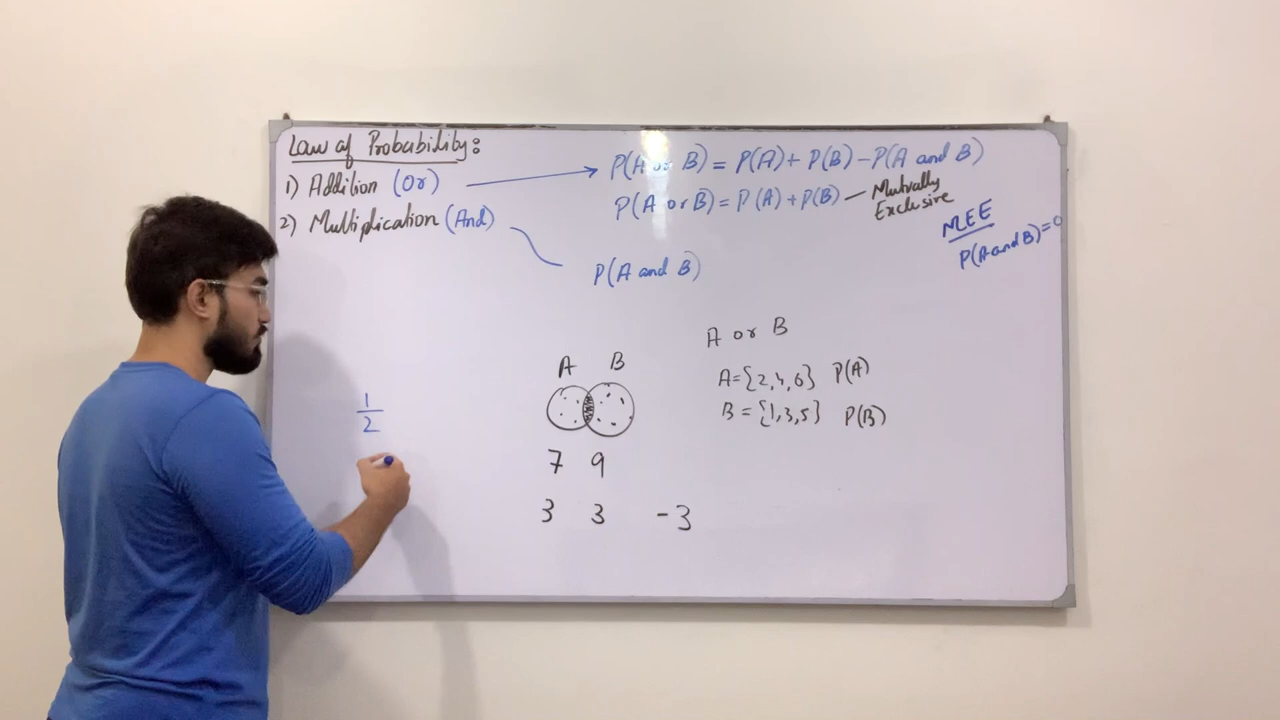 Law of Probability:
1) Addition (Or)
2) Multiplication (And)
P(A or B) = P(A) + P(B) - P(A and B)
P(A or B) = P(A) + P(B) — Mutually
Exclusive
MEE
P(A and B)=0
P(A and B)
A or B
A={2,4,6} P(A)
B={1,3,5} P(B)
A B
7 9
3 3 -3
1
2